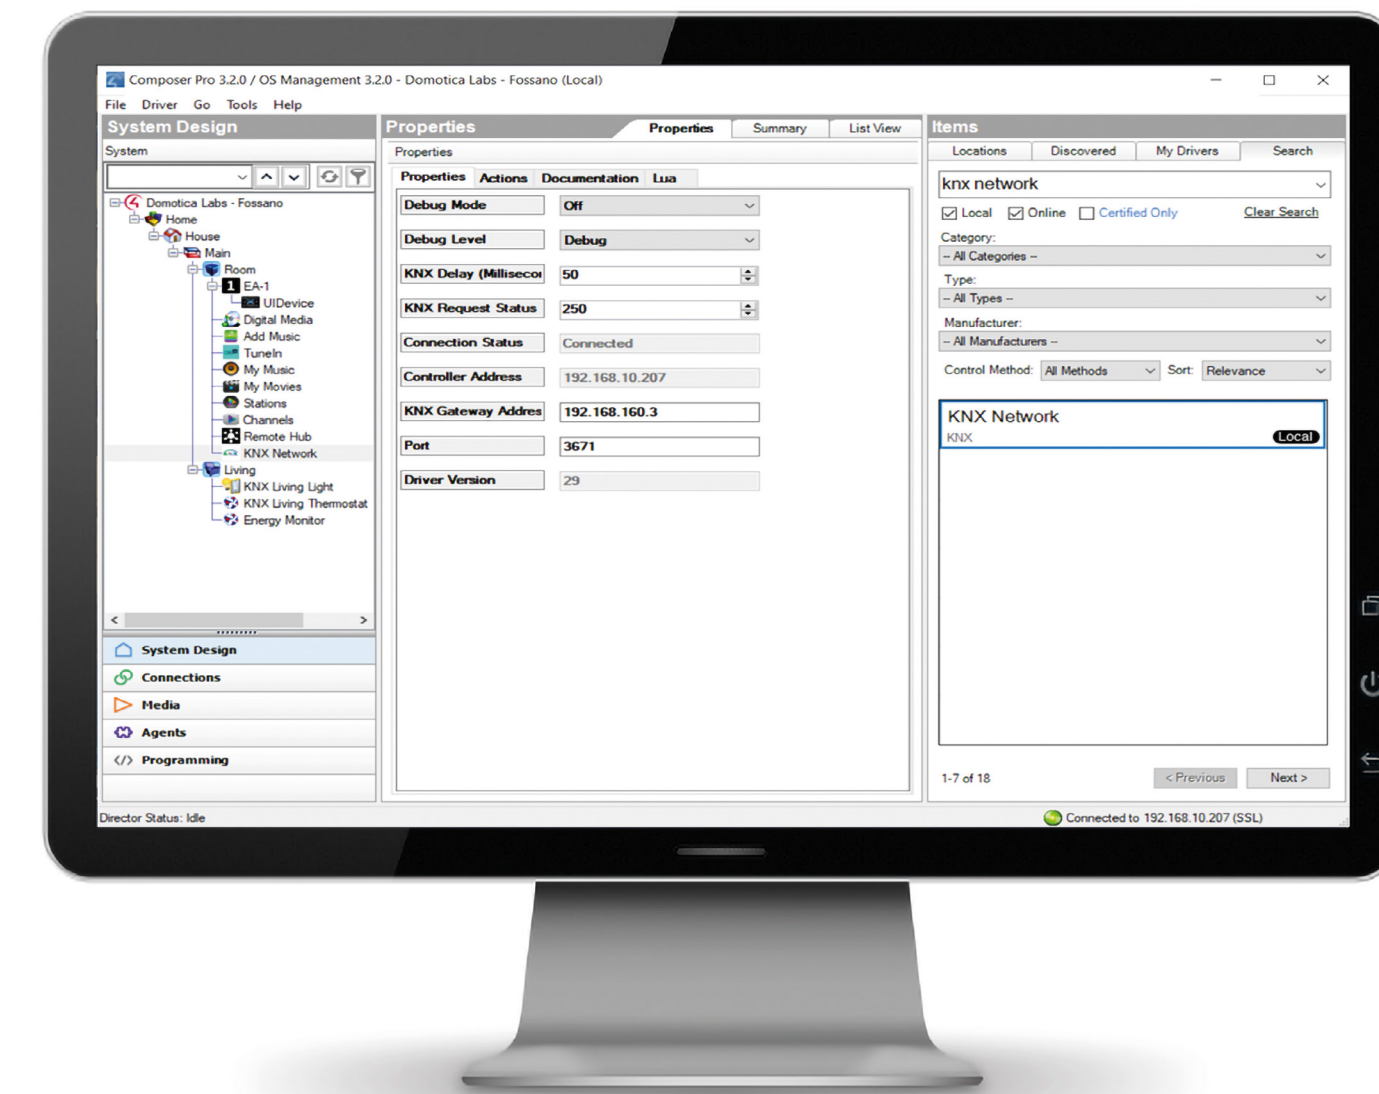 Composer Pro 3.2.0 / OS Management 3.2.0 - Domotica Labs - Fossano (Local)
File Driver Go Tools Help
System Design
System
Domotica Labs - Fossano
Home
House
Main
Room
1 EA-1
UIDevice
Digital Media
Add Music
TuneIn
My Music
My Movies
Stations
Channels
Remote Hub
KNX Network
Living
KNX Living Light
KNX Living Thermostat
Energy Monitor
System Design
Connections
Media
Agents
Programming
Properties
Properties Summary List View
Properties
Properties Actions Documentation Lua
Debug Mode Off
Debug Level Debug
KNX Delay (Millisecor 50
KNX Request Status 250
Connection Status Connected
Controller Address 192.168.10.207
KNX Gateway Addres 192.168.160.3
Port 3671
Driver Version 29
Items
Locations Discovered My Drivers Search
knx network
Local Online Certified Only Clear Search
Category:
-- All Categories --
Type:
-- All Types --
Manufacturer:
-- All Manufacturers --
Control Method: All Methods Sort: Relevance
KNX Network
KNX Local
1-7 of 18 < Previous Next >
Director Status: Idle
Connected to 192.168.10.207 (SSL)